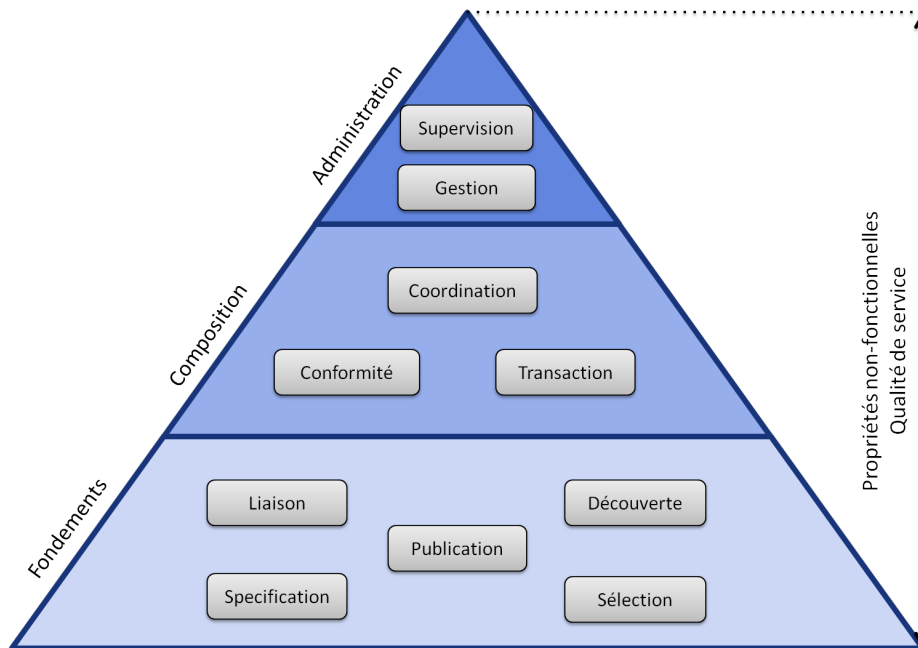 Administration
Supervision
Gestion
Composition
Coordination
Conformité
Transaction
Fondements
Liaison
Découverte
Publication
Specification
Sélection
Propriétés non-fonctionnelles
Qualité de service